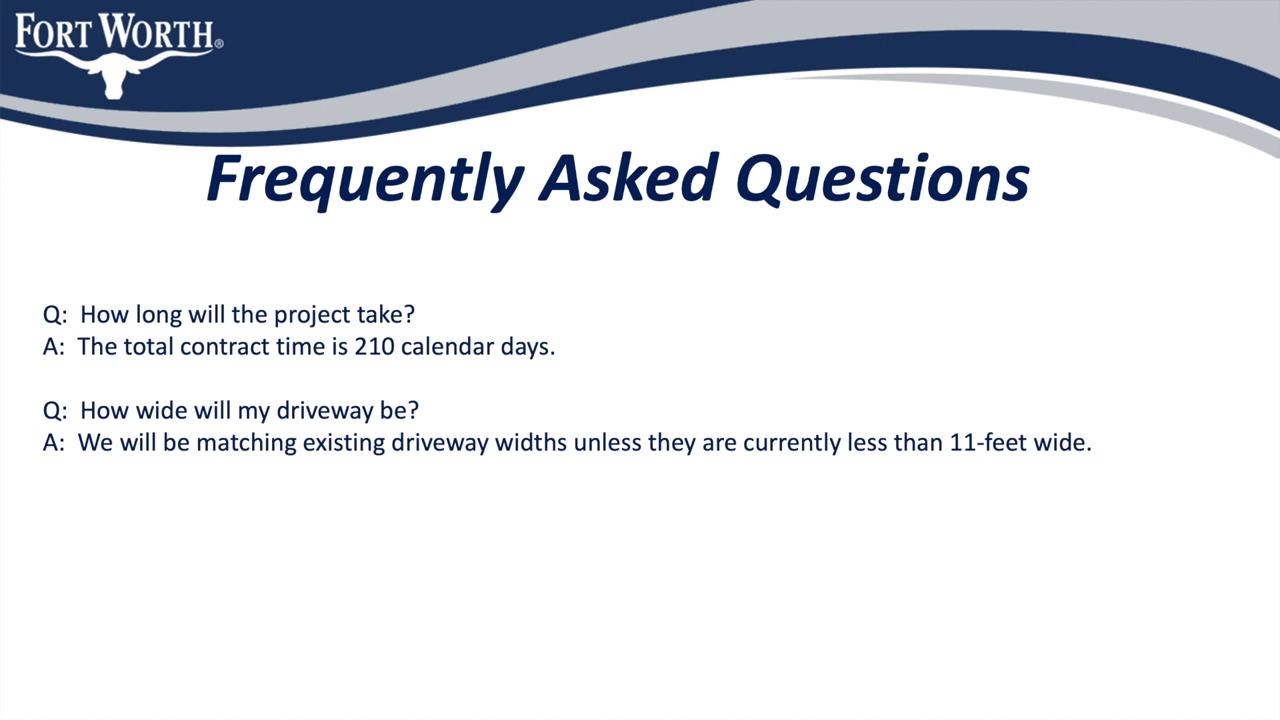 FORT WORTH®
Frequently Asked Questions
Q: How long will the project take?
A: The total contract time is 210 calendar days.
Q: How wide will my driveway be?
A: We will be matching existing driveway widths unless they are currently less than 11-feet wide.